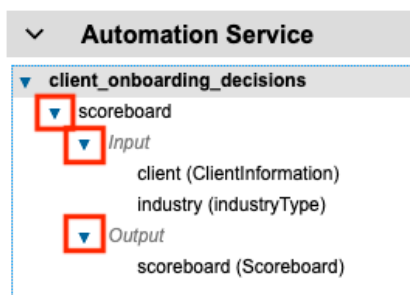 Automation Service
client_onboarding_decisions
scoreboard
Input
client (ClientInformation)
industry (industryType)
Output
scoreboard (Scoreboard)